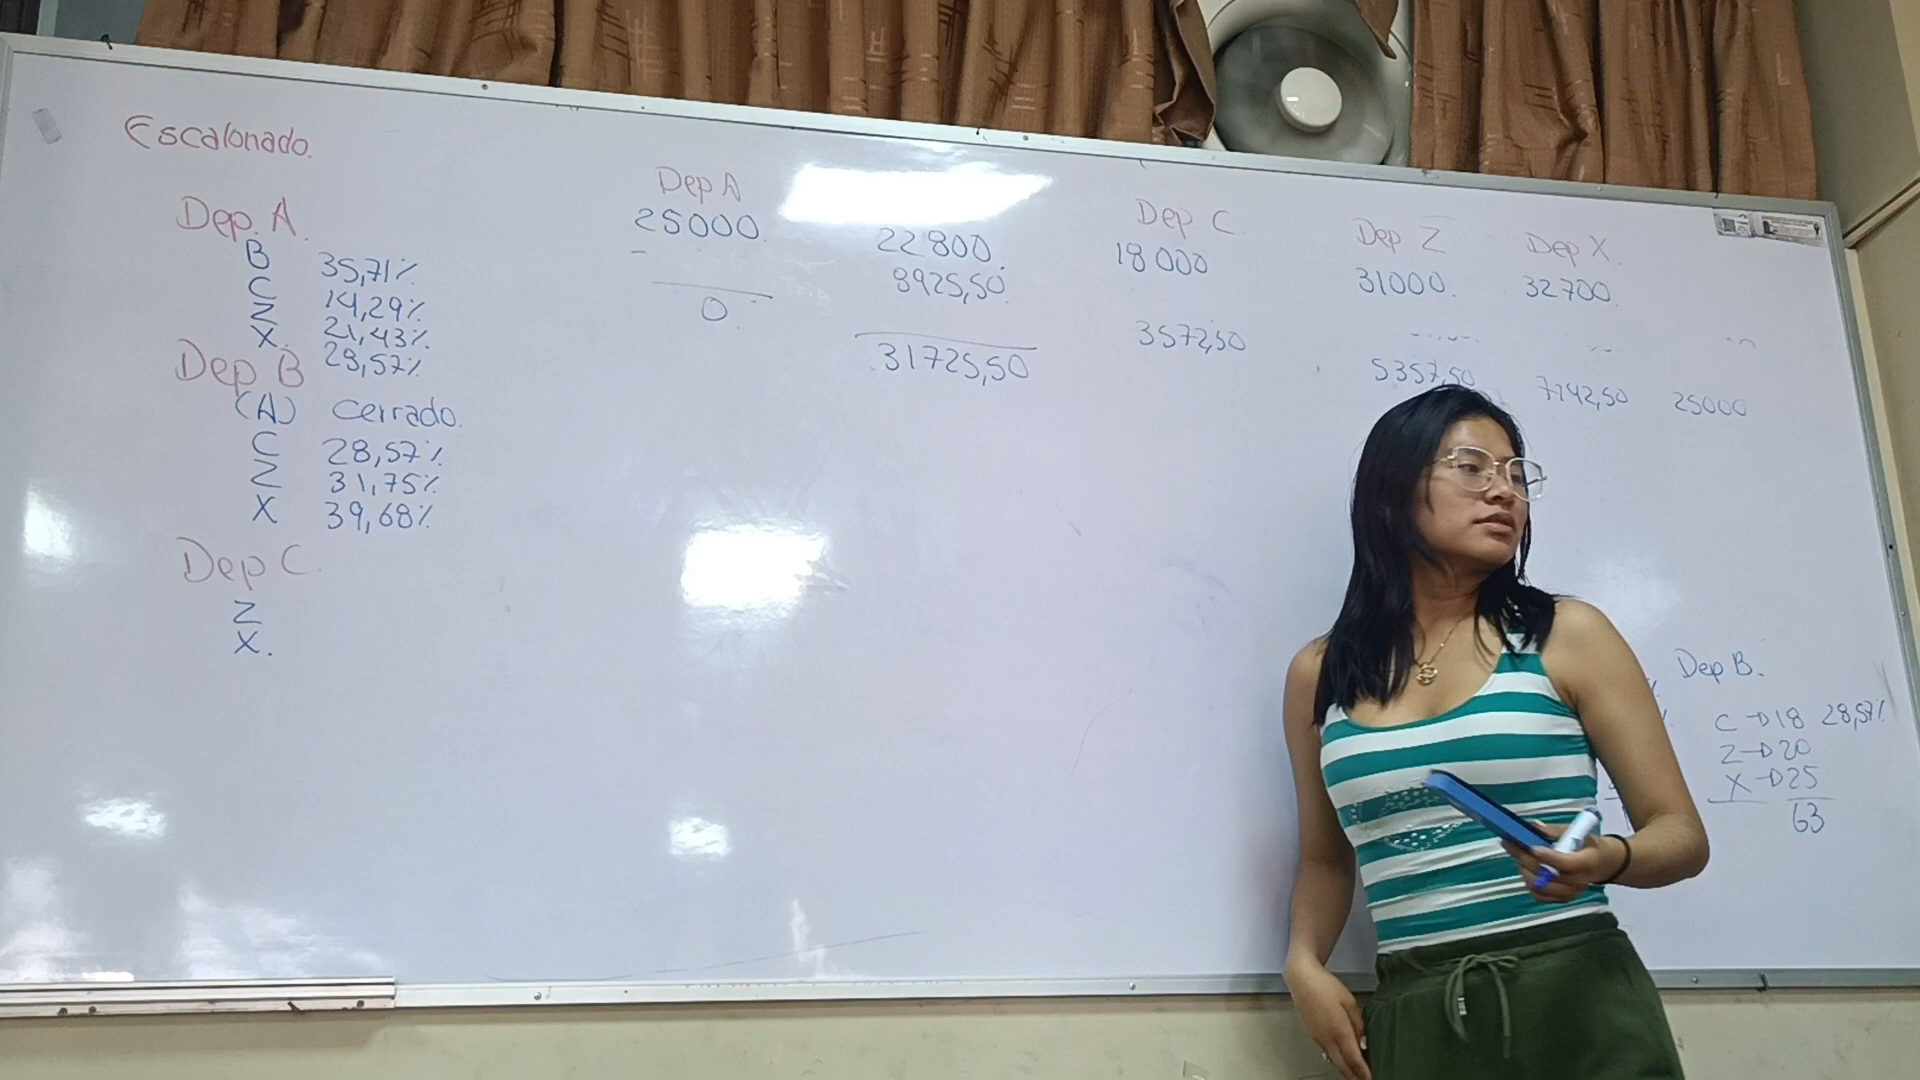 Escalonado.
Dep. A.
B 35,71%
C 14,29%
Z 21,43%
X. 28,57%
Dep B
(A) cerrado.
C 28,57%
Z 31,75%
X 39,68%
Dep C.
Z
X.
Dep A Dep C Dep Z Dep X.
25000. 22800. 18000 31000. 32700.
- 8925,50.
0. 31725,50 3572,50 5357,50 7142,50 25000
Dep B.
C → 18 28,57%
Z → 20
X → 25
63